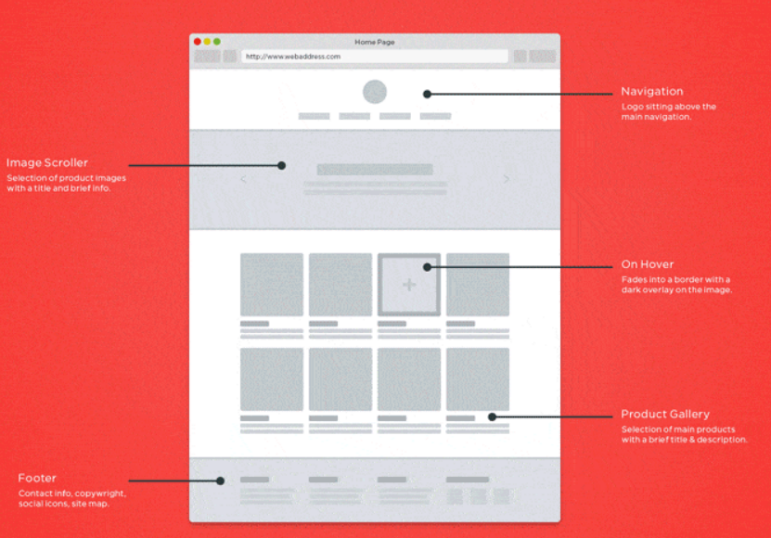 Home Page
http://www.webaddress.com
Navigation
Logo sitting above the
main navigation.
Image Scroller
Selection of product images
with a title and brief info.
On Hover
Fades into a border with a
dark overlay on the image.
Product Gallery
Selection of main products
with a brief title & description.
Footer
Contact info, copywright,
social icons, site map.